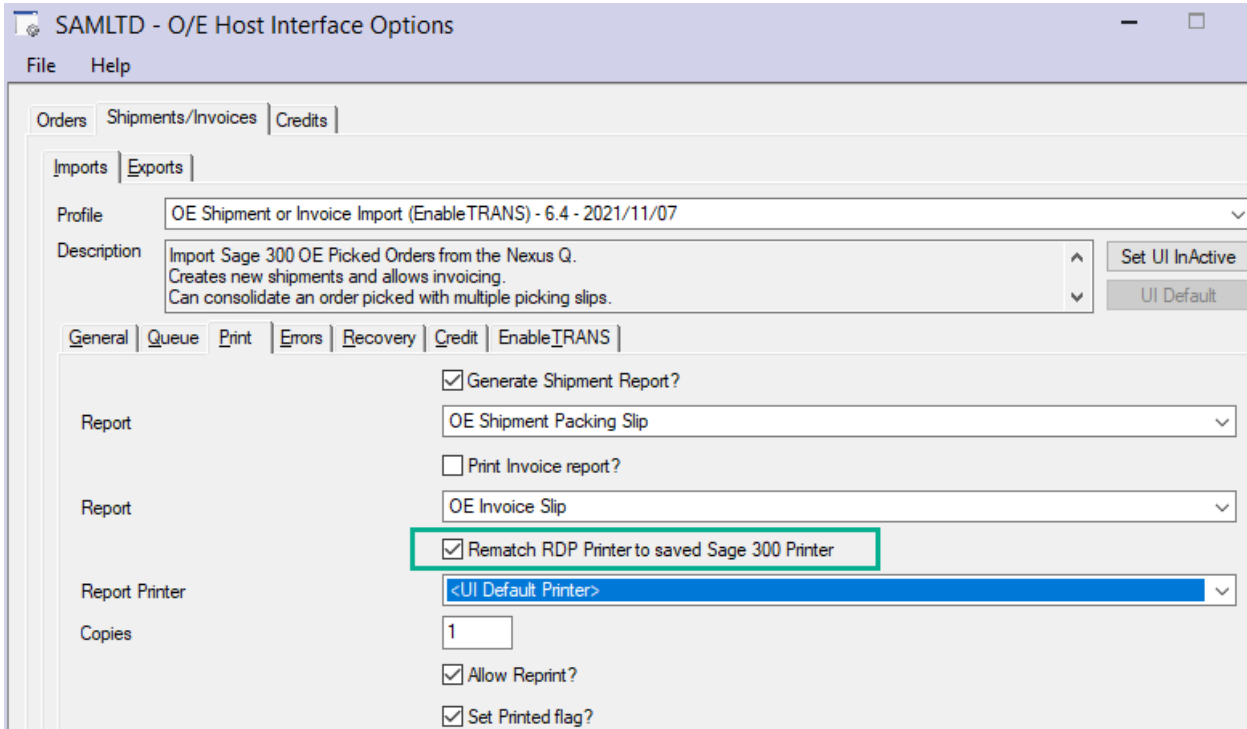 SAMLTD - O/E Host Interface Options
File Help
Orders Shipments/Invoices Credits
Imports Exports
Profile OE Shipment or Invoice Import (EnableTRANS) - 6.4 - 2021/11/07
Description Import Sage 300 OE Picked Orders from the Nexus Q. Set UI InActive
Creates new shipments and allows invoicing.
Can consolidate an order picked with multiple picking slips. UI Default
General Queue Print Errors Recovery Credit EnableTRANS
Generate Shipment Report?
Report OE Shipment Packing Slip
Print Invoice report?
Report OE Invoice Slip
Rematch RDP Printer to saved Sage 300 Printer
Report Printer <UI Default Printer>
Copies 1
Allow Reprint?
Set Printed flag?